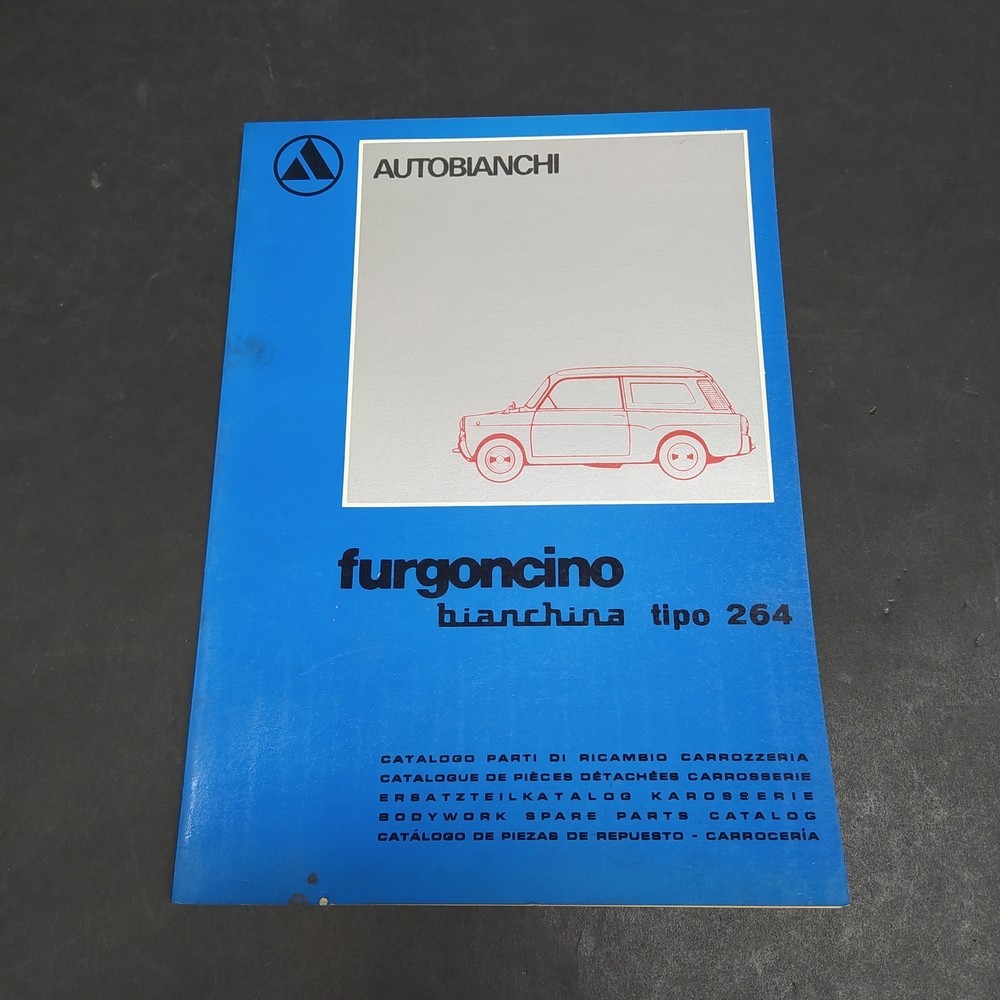 AUTOBIANCHI
furgoncino
bianchina tipo 264
CATALOGO PARTI DI RICAMBIO CARROZZERIA
CATALOGUE DE PIÈCES DÉTACHÉES CARROSSERIE
ERSATZTEILKATALOG KAROSSERIE
BODYWORK SPARE PARTS CATALOG
CATÁLOGO DE PIEZAS DE REPUESTO - CARROCERÍA